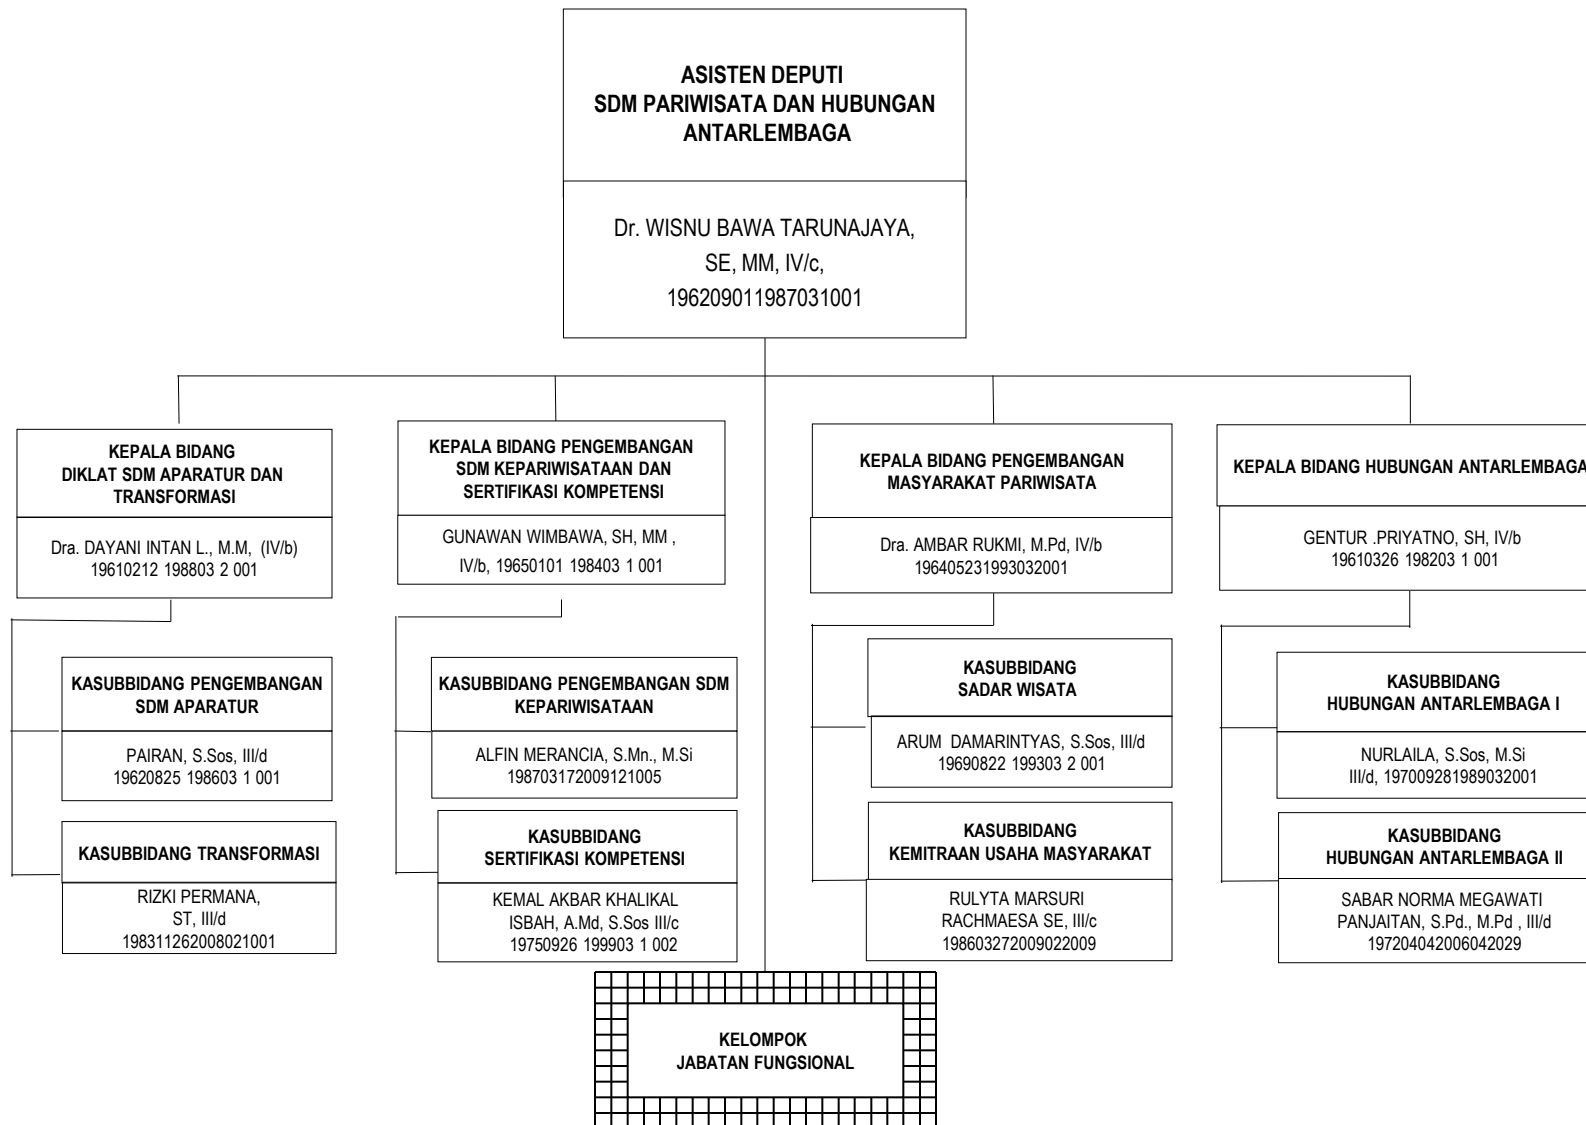 ASISTEN DEPUTI
SDM PARIWISATA DAN HUBUNGAN
ANTARLEMBAGA
Dr. WISNU BAWA TARUNAJAYA,
SE, MM, IV/c,
196209011987031001
KEPALA BIDANG
DIKLAT SDM APARATUR DAN
TRANSFORMASI
Dra. DAYANI INTAN L., M.M, (IV/b)
19610212 198803 2 001
KEPALA BIDANG PENGEMBANGAN
SDM KEPARIWISATAAN DAN
SERTIFIKASI KOMPETENSI
GUNAWAN WIMBAWA, SH, MM ,
IV/b, 19650101 198403 1 001
KEPALA BIDANG PENGEMBANGAN
MASYARAKAT PARIWISATA
Dra. AMBAR RUKMI, M.Pd, IV/b
196405231993032001
KEPALA BIDANG HUBUNGAN ANTARLEMBAGA
GENTUR .PRIYATNO, SH, IV/b
19610326 198203 1 001
KASUBBIDANG PENGEMBANGAN
SDM APARATUR
PAIRAN, S.Sos, III/d
19620825 198603 1 001
KASUBBIDANG PENGEMBANGAN SDM
KEPARIWISATAAN
ALFIN MERANCIA, S.Mn., M.Si
198703172009121005
KASUBBIDANG
SADAR WISATA
ARUM DAMARINTYAS, S.Sos, III/d
19690822 199303 2 001
KASUBBIDANG
HUBUNGAN ANTARLEMBAGA I
NURLAILA, S.Sos, M.Si
III/d, 197009281989032001
KASUBBIDANG TRANSFORMASI
RIZKI PERMANA,
ST, III/d
198311262008021001
KASUBBIDANG
SERTIFIKASI KOMPETENSI
KEMAL AKBAR KHALIKAL
ISBAH, A.Md, S.Sos III/c
19750926 199903 1 002
KASUBBIDANG
KEMITRAAN USAHA MASYARAKAT
RULYTA MARSURI
RACHMAESA SE, III/c
198603272009022009
KASUBBIDANG
HUBUNGAN ANTARLEMBAGA II
SABAR NORMA MEGAWATI
PANJAITAN, S.Pd., M.Pd , III/d
197204042006042029
KELOMPOK
JABATAN FUNGSIONAL